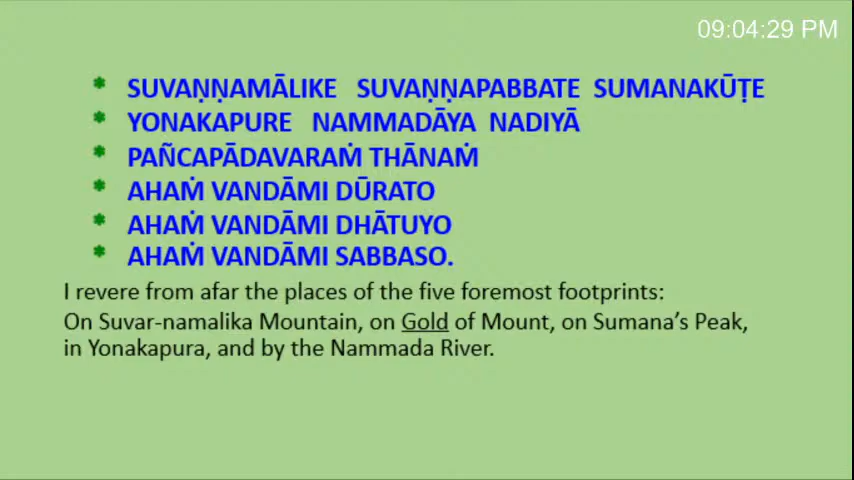 09:04:29 PM
* SUVAṆṆAMĀLIKE SUVAṆṆAPABBATE SUMANAKŪṬE
* YONAKAPURE NAMMADĀYA NADIYĀ
* PAÑCAPĀDAVARAṀ THĀNAṀ
* AHAṀ VANDĀMI DŪRATO
* AHAṀ VANDĀMI DHĀTUYO
* AHAṀ VANDĀMI SABBASO.
I revere from afar the places of the five foremost footprints:
On Suvar-namalika Mountain, on Gold of Mount, on Sumana’s Peak,
in Yonakapura, and by the Nammada River.